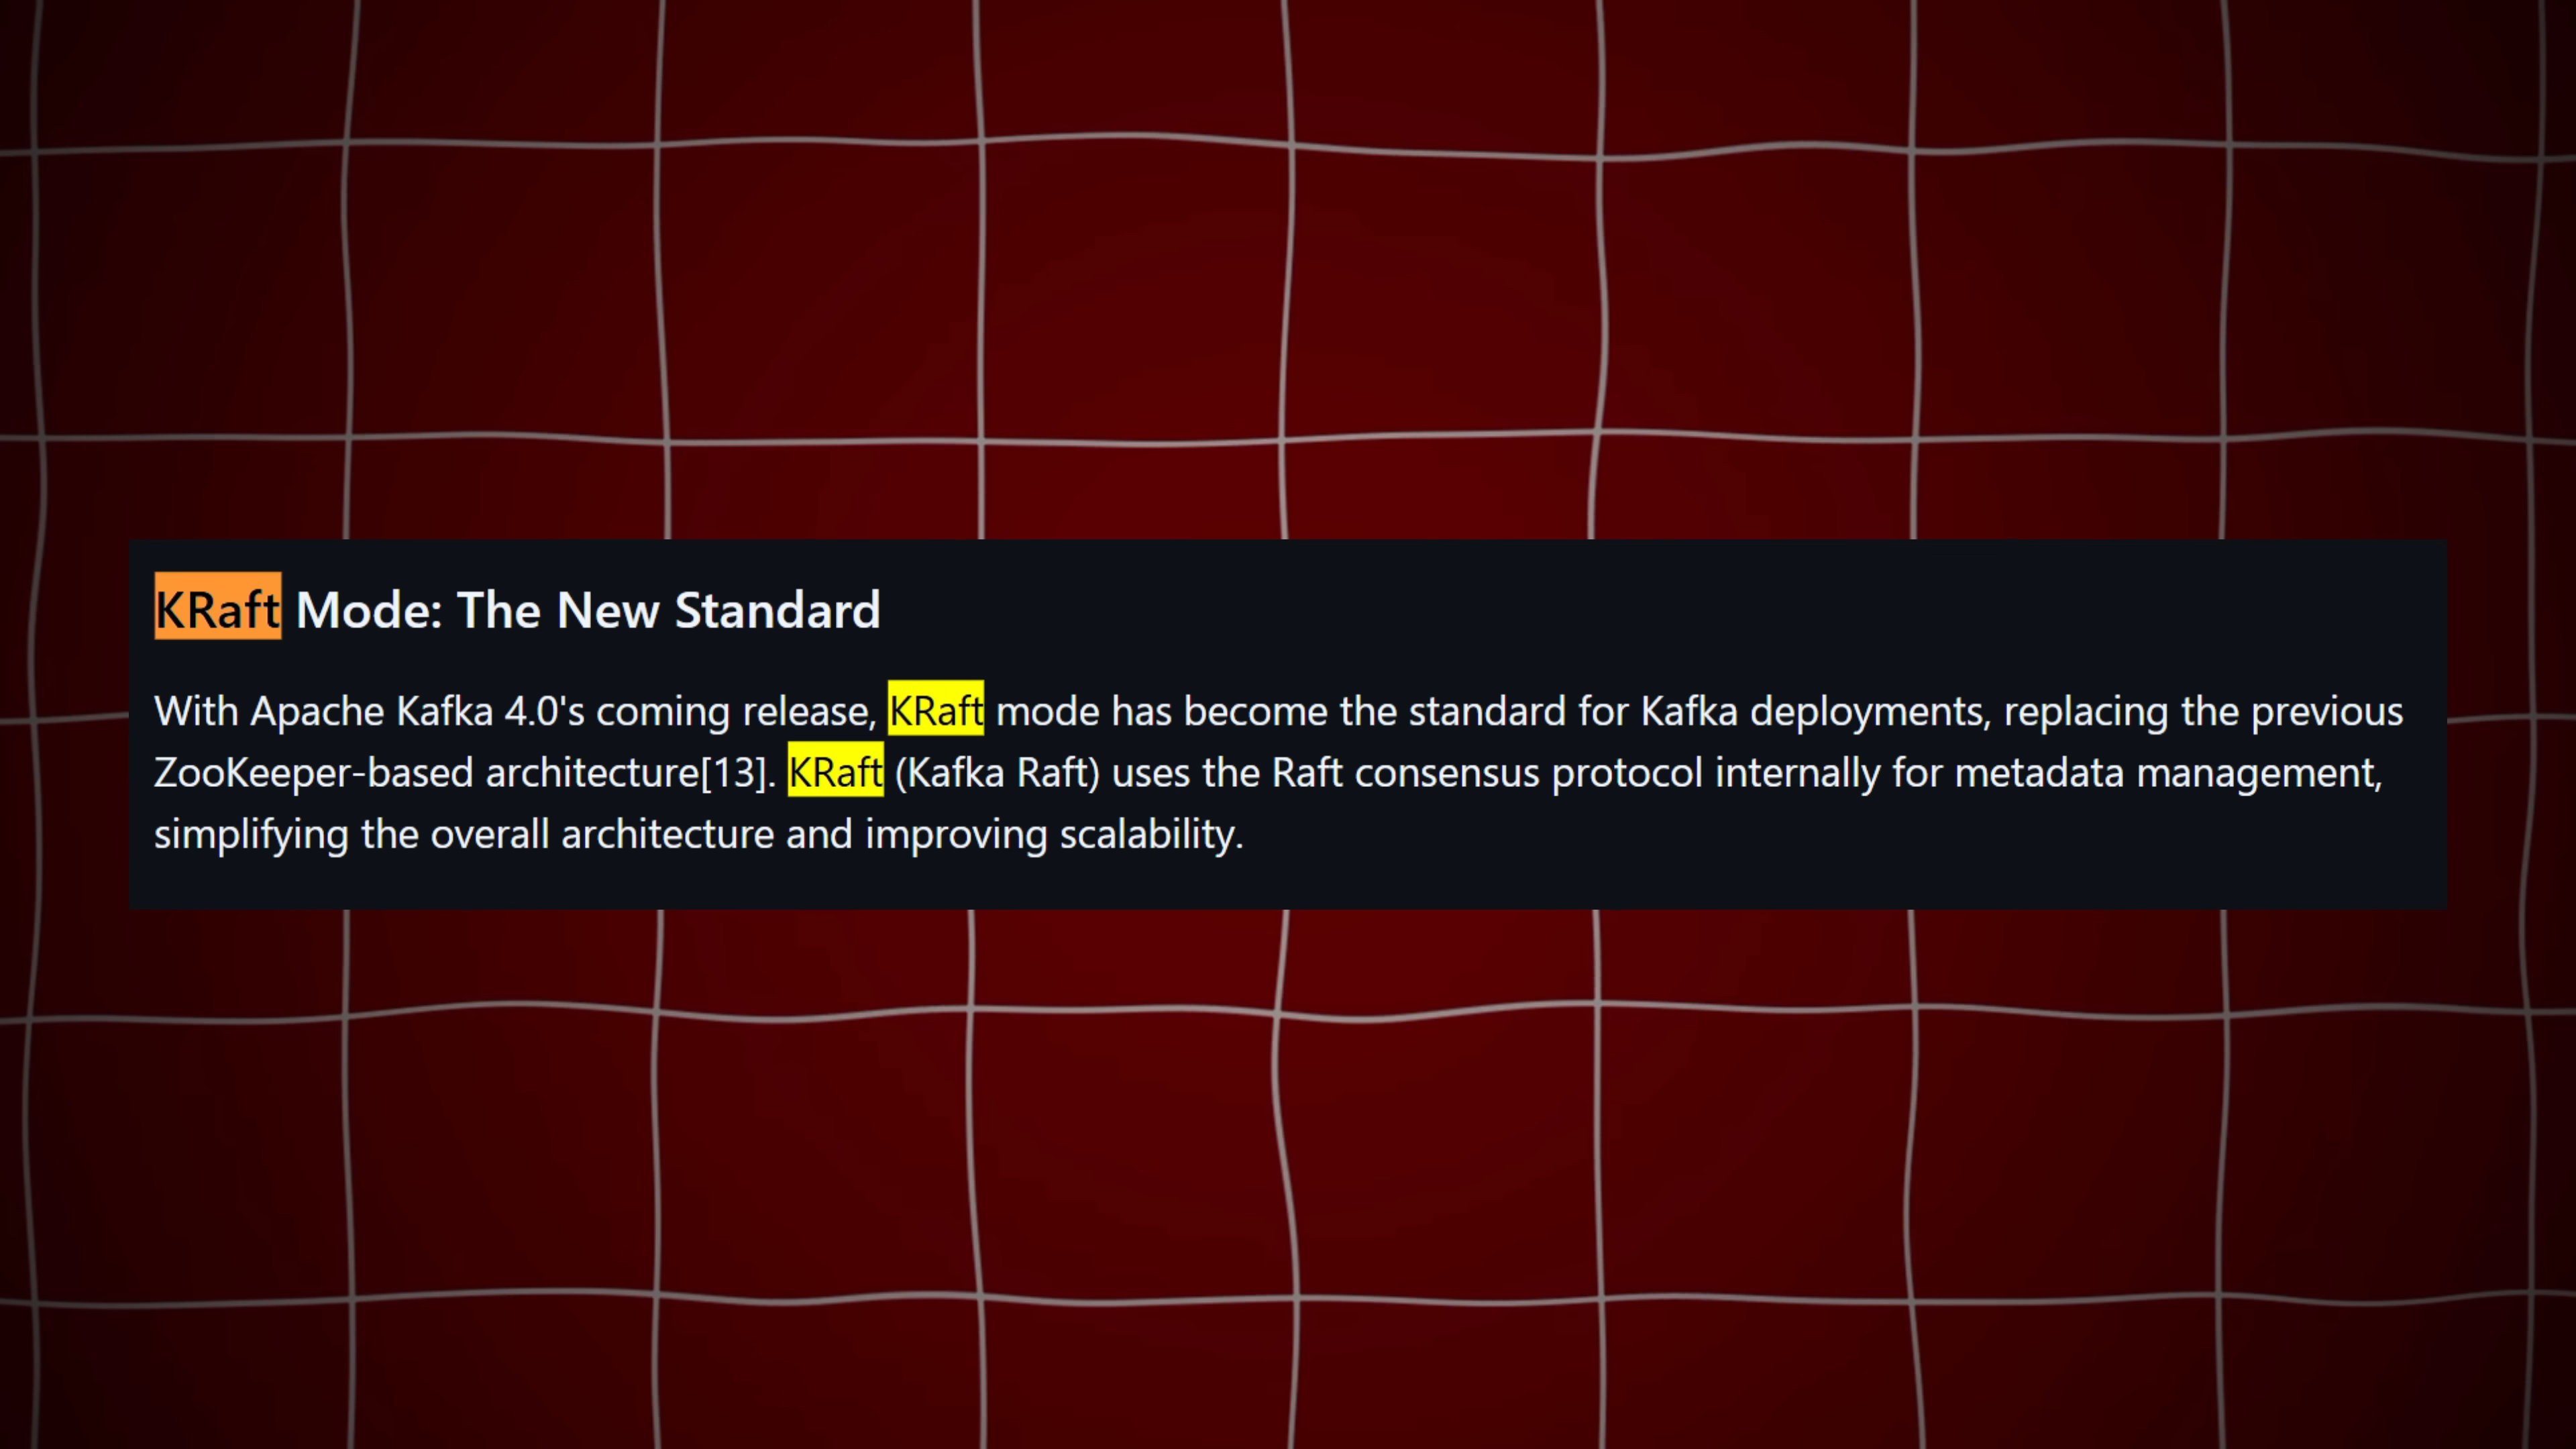 KRaft Mode: The New Standard
With Apache Kafka 4.0's coming release, KRaft mode has become the standard for Kafka deployments, replacing the previous
ZooKeeper-based architecture[13]. KRaft (Kafka Raft) uses the Raft consensus protocol internally for metadata management,
simplifying the overall architecture and improving scalability.